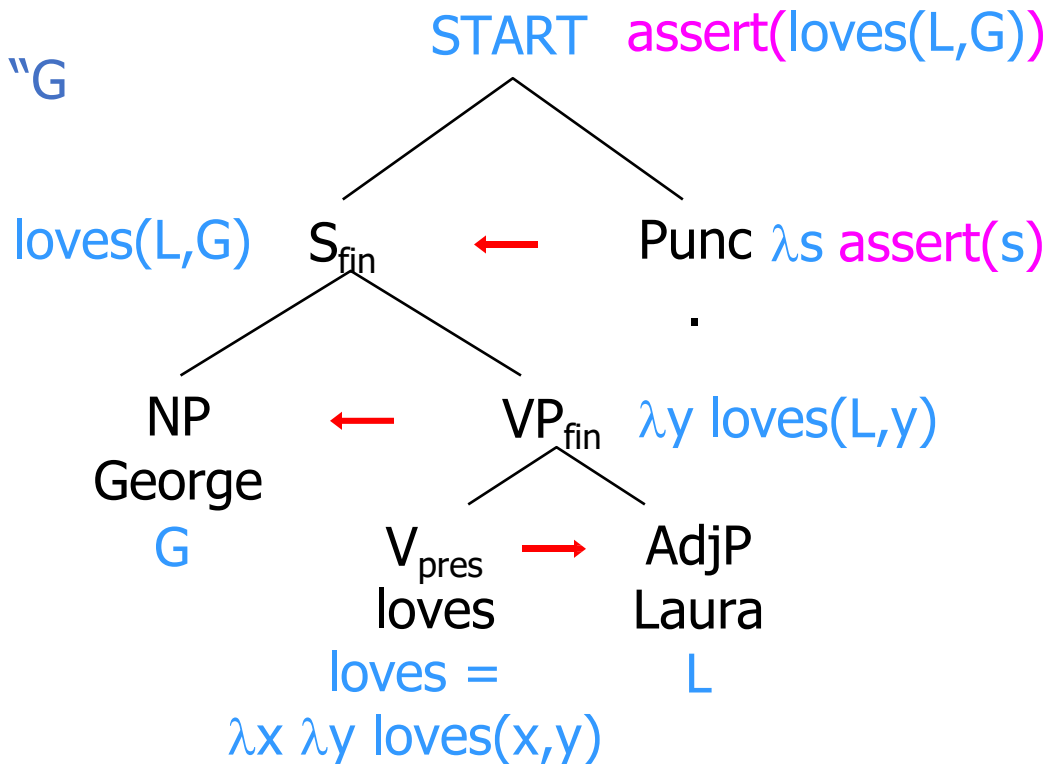 START assert(loves(L,G))
“G
loves(L,G) Sfin Punc λs assert(s)
.
NP VPfin λy loves(L,y)
George
G Vpres AdjP
loves Laura
loves = L
λx λy loves(x,y)